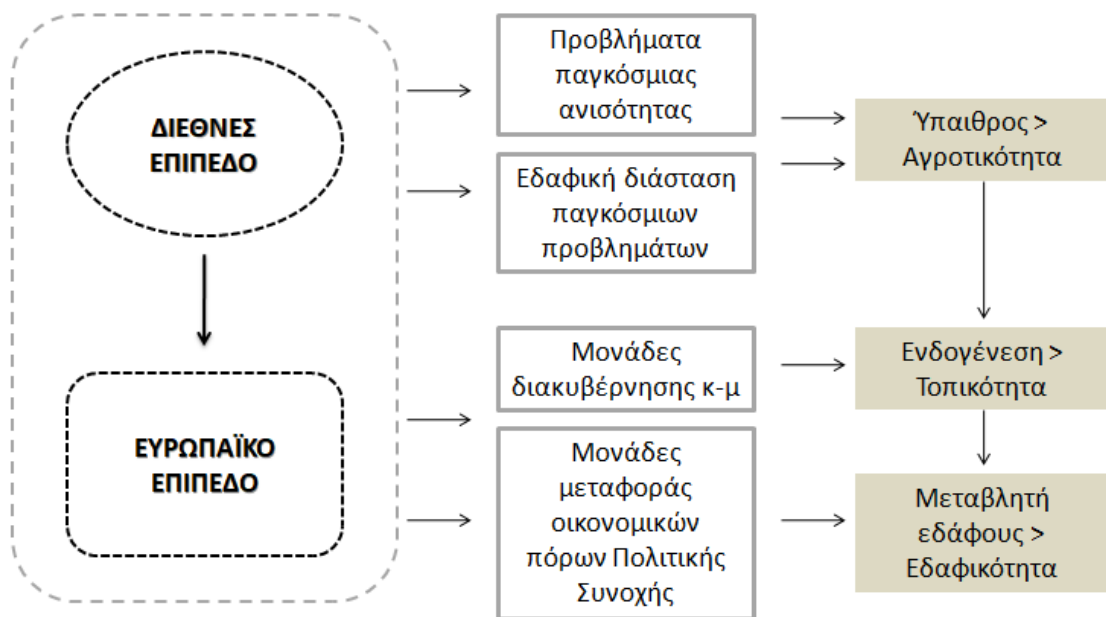 ΔΙΕΘΝΕΣ
ΕΠΙΠΕΔΟ
ΕΥΡΩΠΑΪΚΟ
ΕΠΙΠΕΔΟ
Προβλήματα
παγκόσμιας
ανισότητας
Εδαφική διάσταση
παγκόσμιων
προβλημάτων
Μονάδες
διακυβέρνησης κ-μ
Μονάδες
μεταφοράς
οικονομικών
πόρων Πολιτικής
Συνοχής
Ύπαιθρος >
Αγροτικότητα
Ενδογένεση >
Τοπικότητα
Μεταβλητή
εδάφους >
Εδαφικότητα